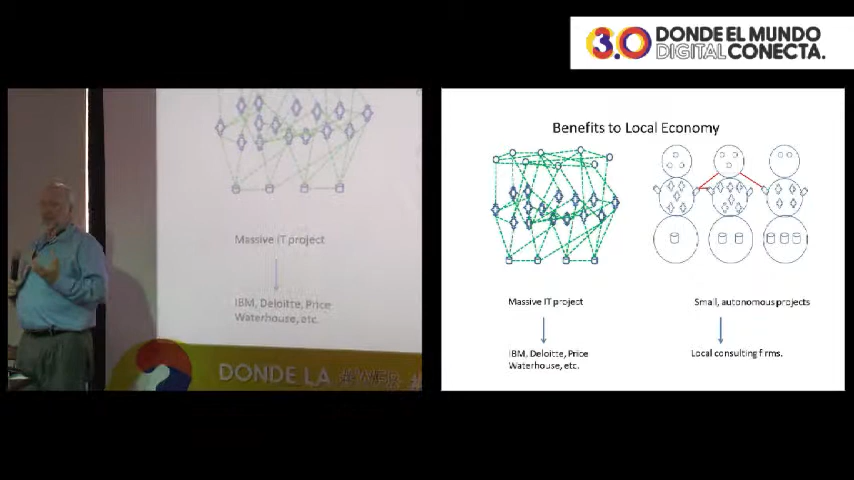 3.0 DONDE EL MUNDO
DIGITAL CONECTA.
Massive IT project
IBM, Deloitte, Price
Waterhouse, etc.
DONDE LA
Benefits to Local Economy
Massive IT project
Small, autonomous projects
IBM, Deloitte, Price
Waterhouse, etc.
Local consulting firms.